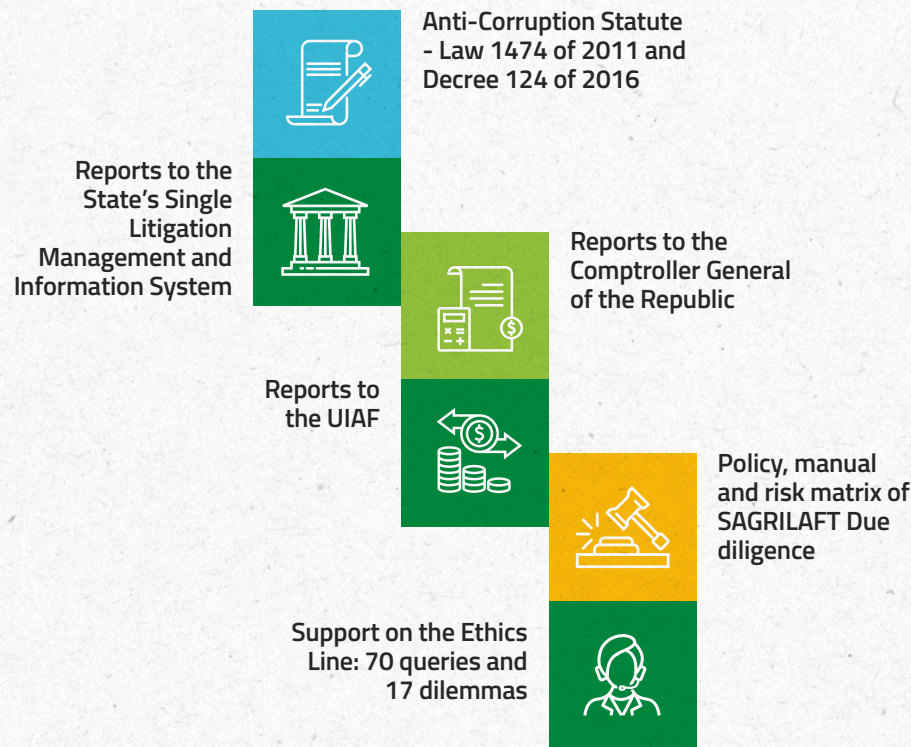 Anti-Corruption Statute
- Law 1474 of 2011 and
Decree 124 of 2016
Reports to the
State’s Single
Litigation
Management and
Information System
Reports to the
Comptroller General
of the Republic
Reports to
the UIAF
Policy, manual
and risk matrix of
SAGRILAFT Due
diligence
Support on the Ethics
Line: 70 queries and
17 dilemmas